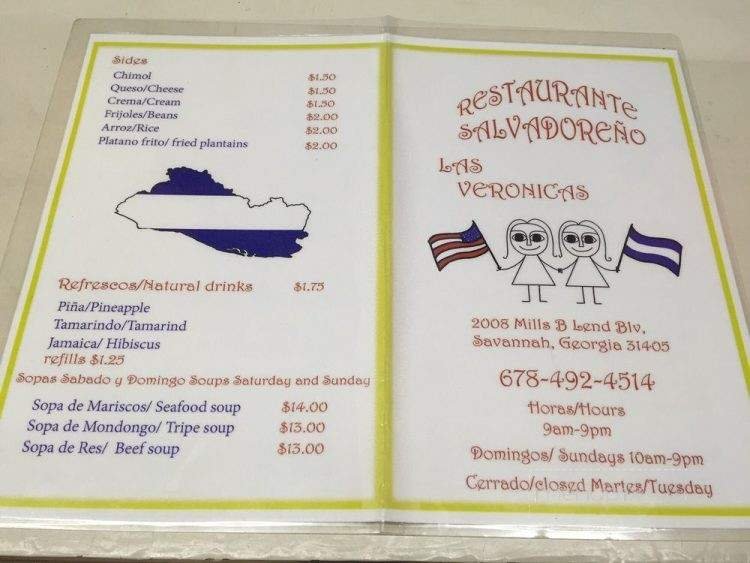 Sides
Chimol $1.50
Queso/Cheese $1.50
Crema/Cream $1.50
Frijoles/Beans $2.00
Arroz/Rice $2.00
Platano frito/ fried plantains $2.00
Refrescos/Natural drinks $1.75
Piña/Pineapple
Tamarindo/Tamarind
Jamaica/ Hibiscus
refills $1.25
Sopas Sabado y Domingo Soups Saturday and Sunday
Sopa de Mariscos/ Seafood soup $14.00
Sopa de Mondongo/ Tripe soup $13.00
Sopa de Res/ Beef soup $13.00
RESTAURANTE
SALVADOREÑO
LAS
VERONICAS
2008 Mills B Lend Blv,
Savannah, Georgia 31405
678-492-4514
Horas/Hours
9am-9pm
Domingos/ Sundays 10am-9pm
Cerrado/closed Martes/Tuesday